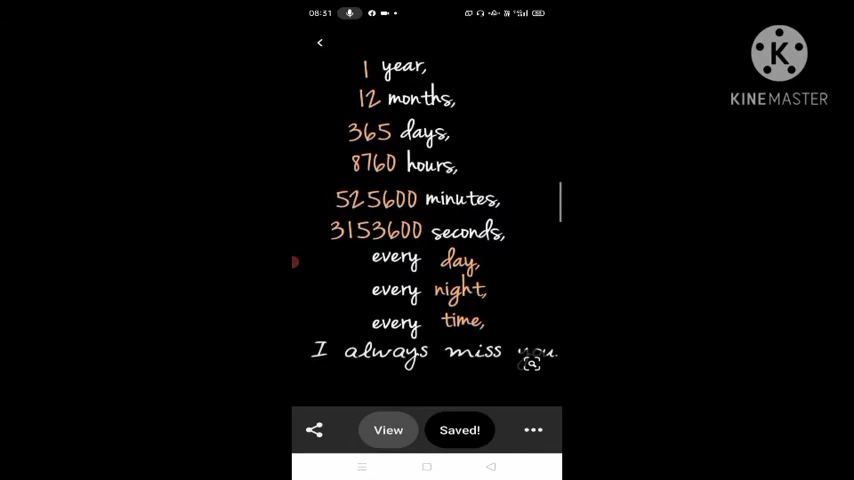 08:31
KINEMASTER
1 year,
12 months,
365 days,
8760 hours,
525600 minutes,
3153600 seconds,
every day,
every night,
every time,
I always miss you.
View
Saved!